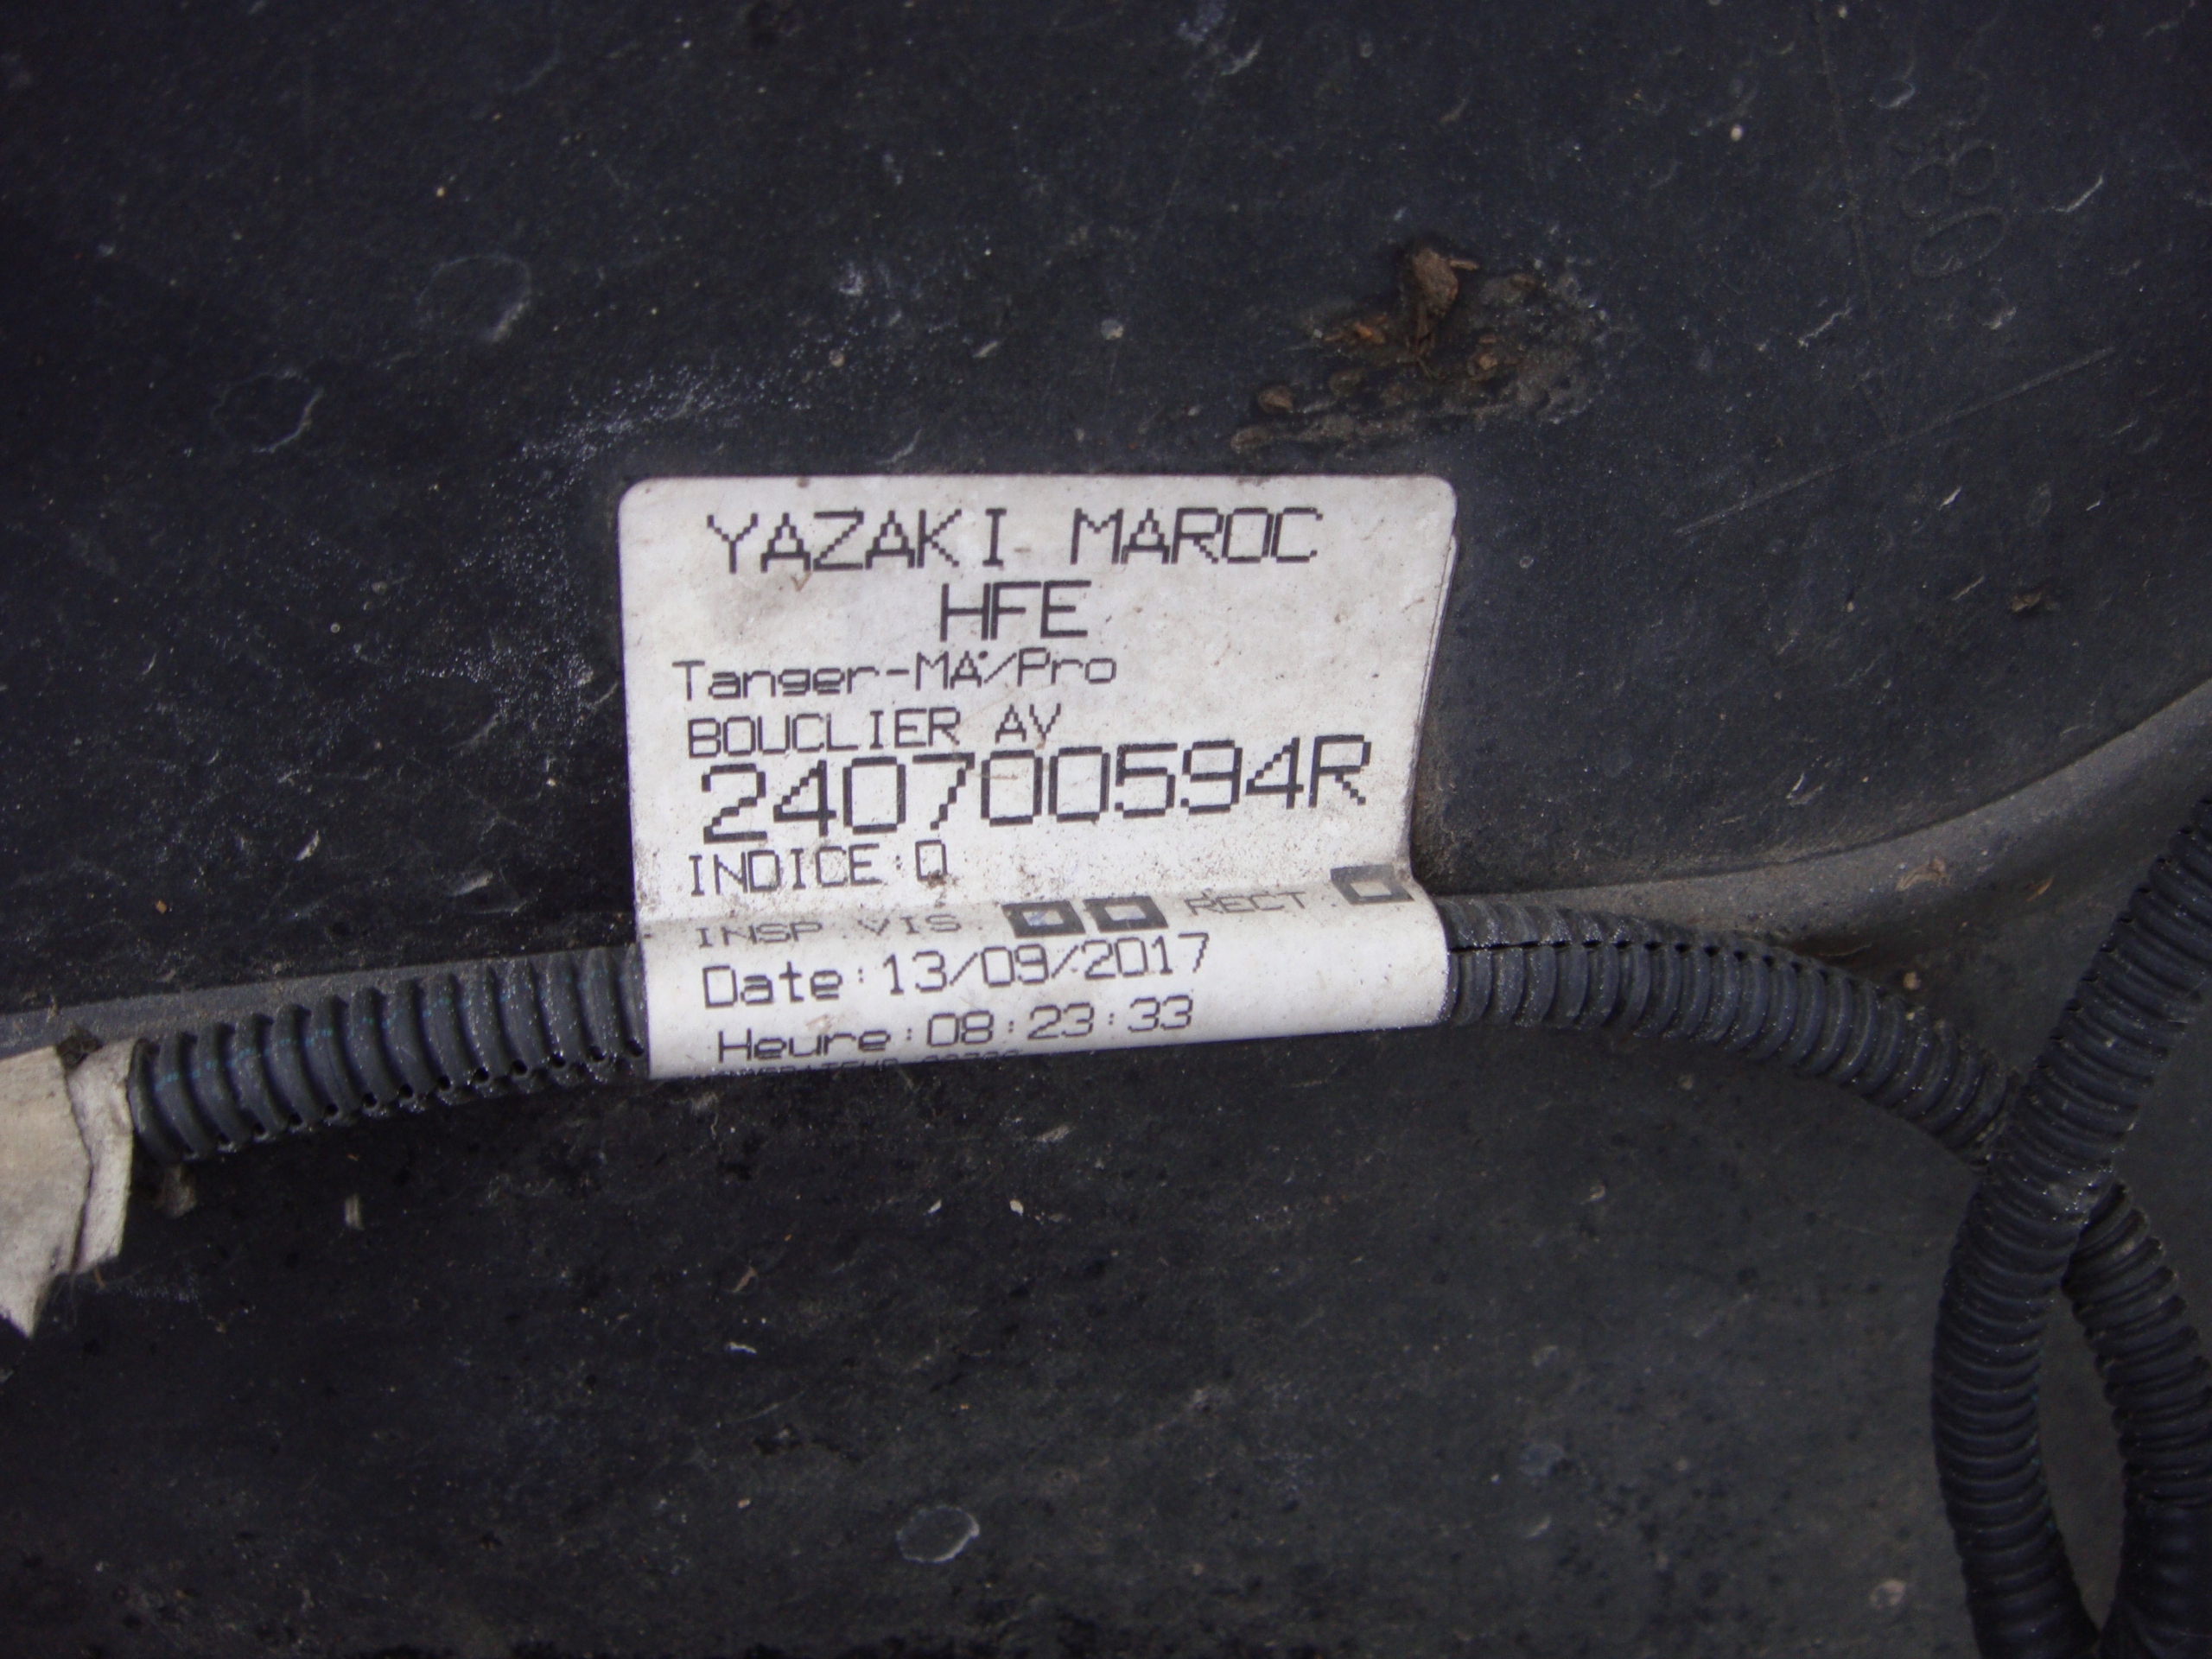 YAZAKI MAROC
HFE
Tanger-MA/Pro
BOUCLIER AV
240700594R
INDICE:Q
INSP.VIS. RECT.
Date:13/09/2017
Heure:08:23:33